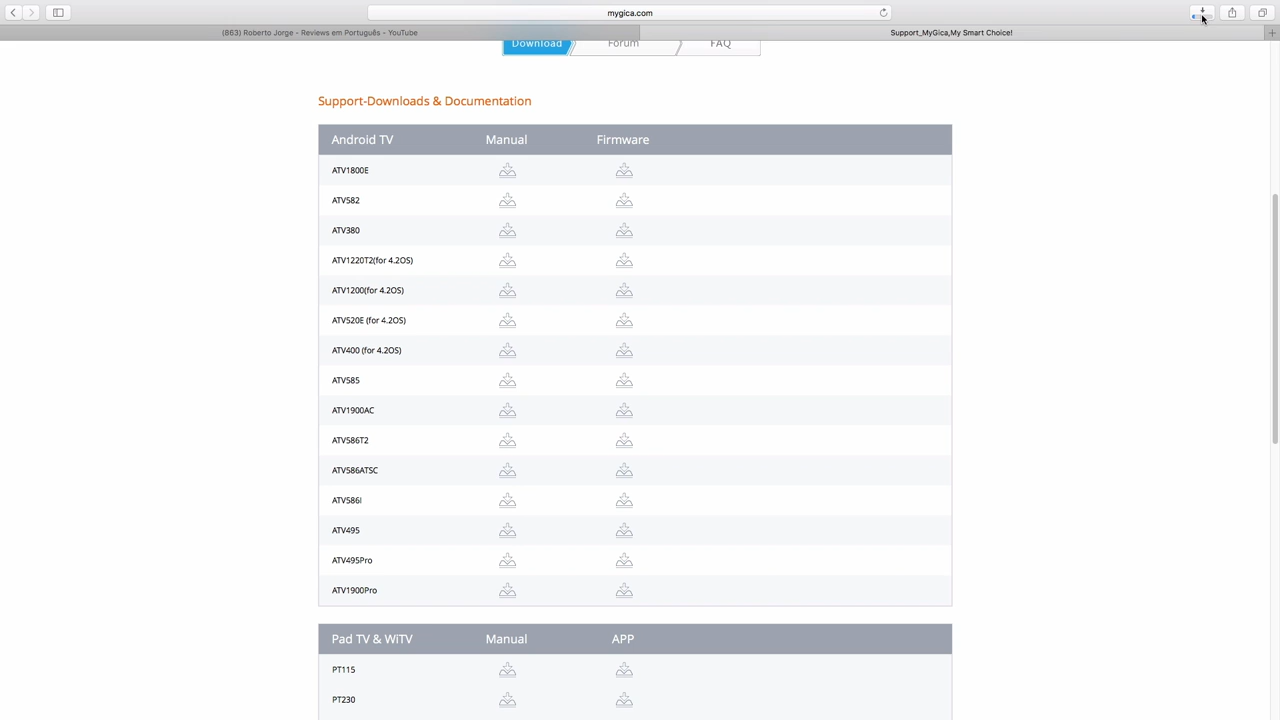 mygica.com
(863) Roberto Jorge - Reviews em Português - YouTube
Support_MyGica,My Smart Choice!
Download Forum FAQ
Support-Downloads & Documentation
Android TV Manual Firmware
ATV1800E
ATV582
ATV380
ATV1220T2(for 4.2OS)
ATV1200(for 4.2OS)
ATV520E (for 4.2OS)
ATV400 (for 4.2OS)
ATV585
ATV1900AC
ATV586T2
ATV586ATSC
ATV586I
ATV495
ATV495Pro
ATV1900Pro
Pad TV & WiTV Manual APP
PT115
PT230